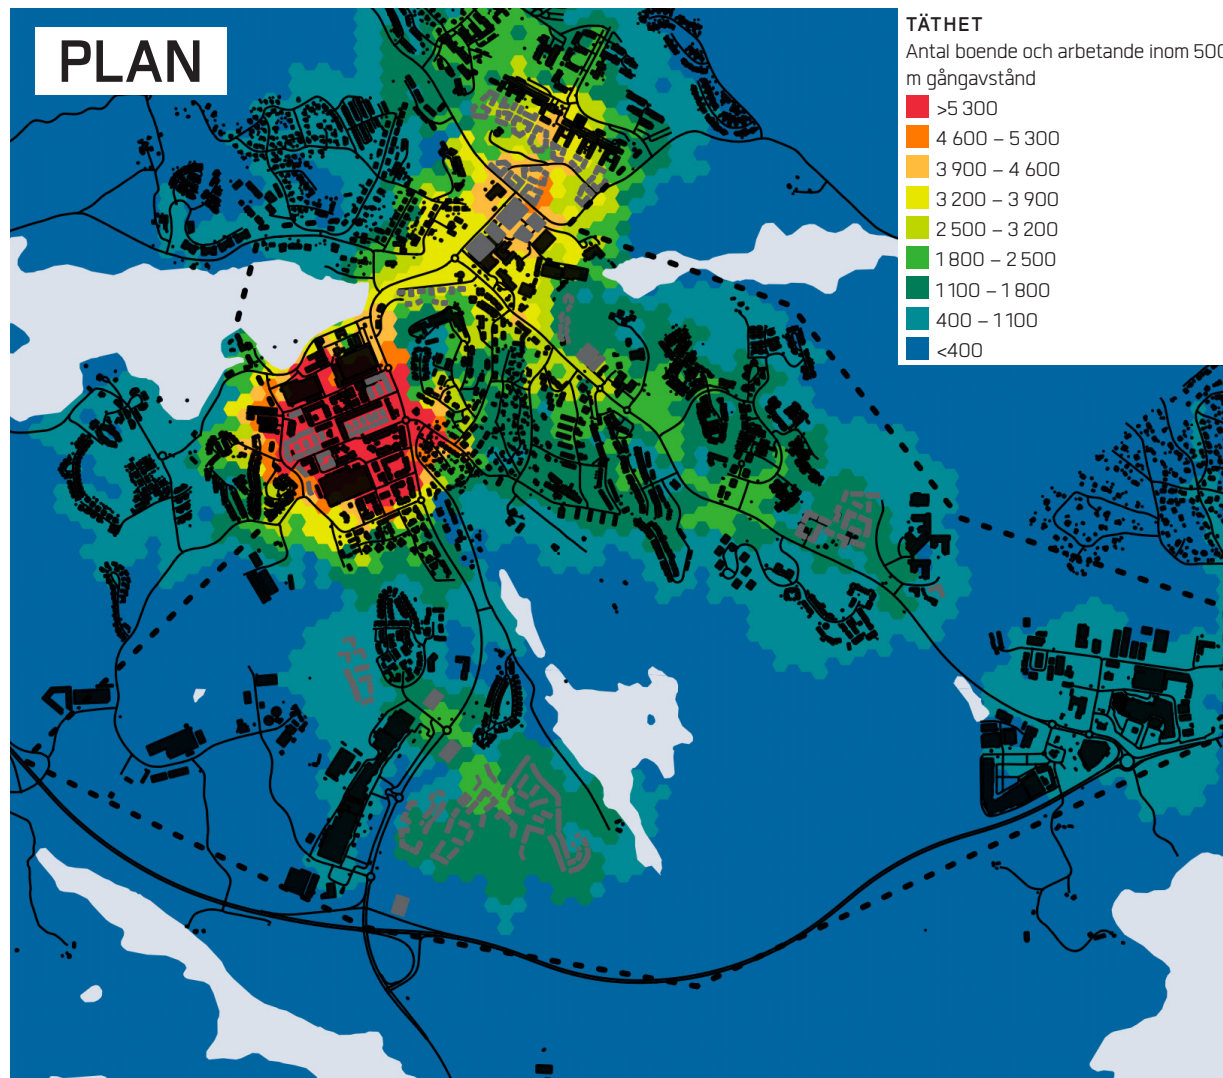 PLAN
TÄTHET
Antal boende och arbetande inom 500
m gångavstånd
>5 300
4 600 – 5 300
3 900 – 4 600
3 200 – 3 900
2 500 – 3 200
1 800 – 2 500
1 100 – 1 800
400 – 1 100
<400